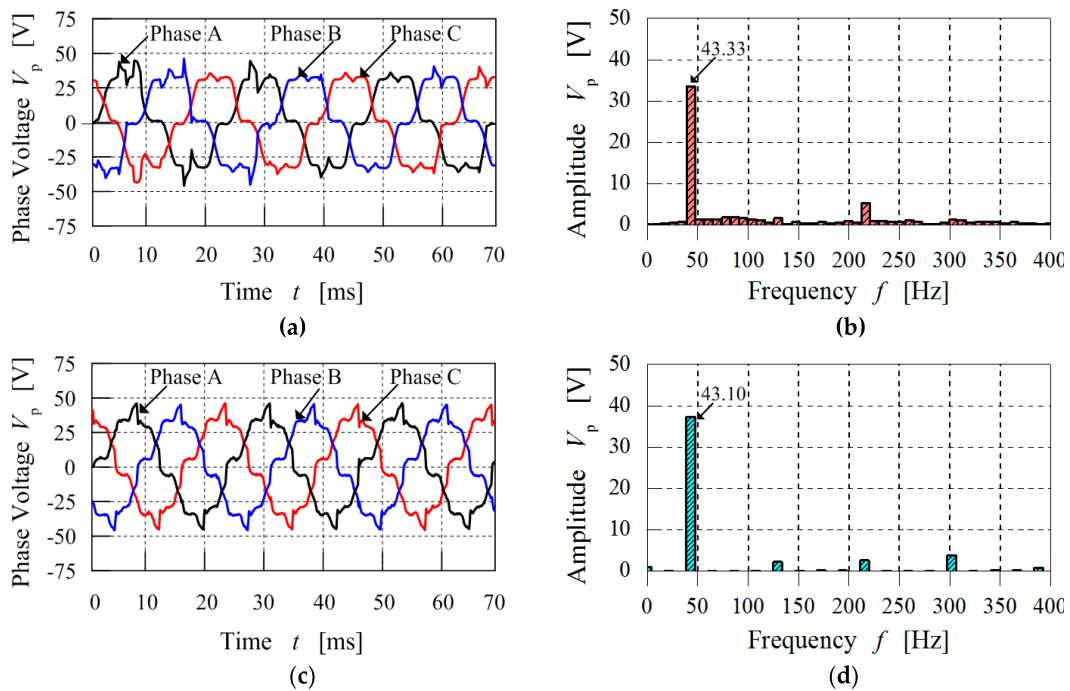 Phase Voltage Vp [V]
75
50
25
0
-25
-50
-75
Phase A
Phase B
Phase C
0 10 20 30 40 50 60 70
Time t [ms]
(a)
Amplitude Vp [V]
50
40
30
20
10
0
43.33
0 50 100 150 200 250 300 350 400
Frequency f [Hz]
(b)
Phase Voltage Vp [V]
75
50
25
0
-25
-50
-75
Phase A
Phase B
Phase C
0 10 20 30 40 50 60 70
Time t [ms]
(c)
Amplitude Vp [V]
50
40
30
20
10
0
43.10
0 50 100 150 200 250 300 350 400
Frequency f [Hz]
(d)